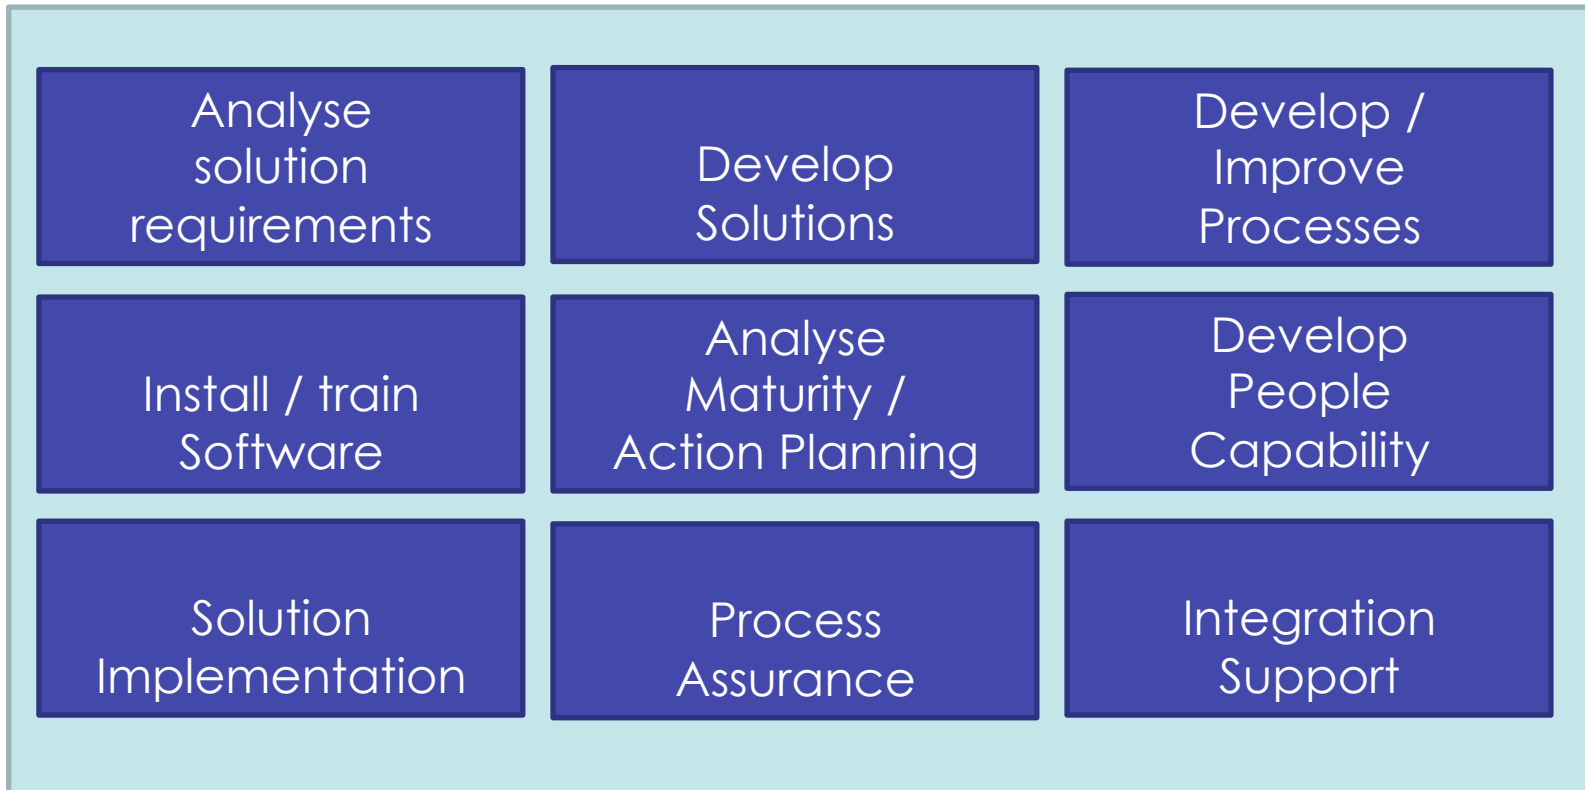 Analyse
solution
requirements
Develop
Solutions
Develop /
Improve
Processes
Install / train
Software
Analyse
Maturity /
Action Planning
Develop
People
Capability
Solution
Implementation
Process
Assurance
Integration
Support